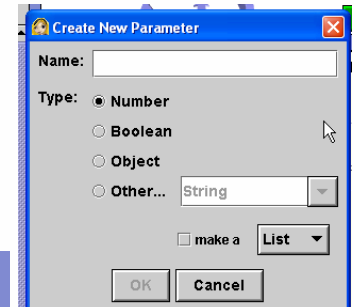 Create New Parameter
Name:
Type: Number
Boolean
Object
Other... String
make a List
OK Cancel